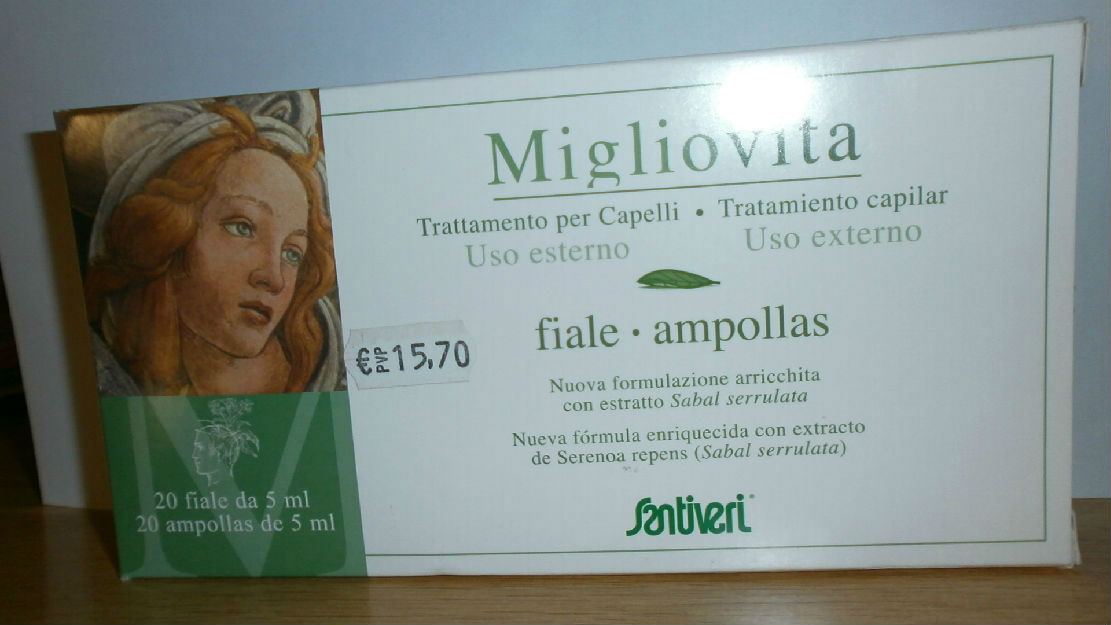 Migliovita
Trattamento per Capelli • Tratamiento capilar
Uso esterno Uso externo
fiale · ampollas
€ PVP 15,70
Nuova formulazione arricchita
con estratto Sabal serrulata
Nueva fórmula enriquecida con extracto
de Serenoa repens (Sabal serrulata)
M
20 fiale da 5 ml
20 ampollas de 5 ml
Santiveri®